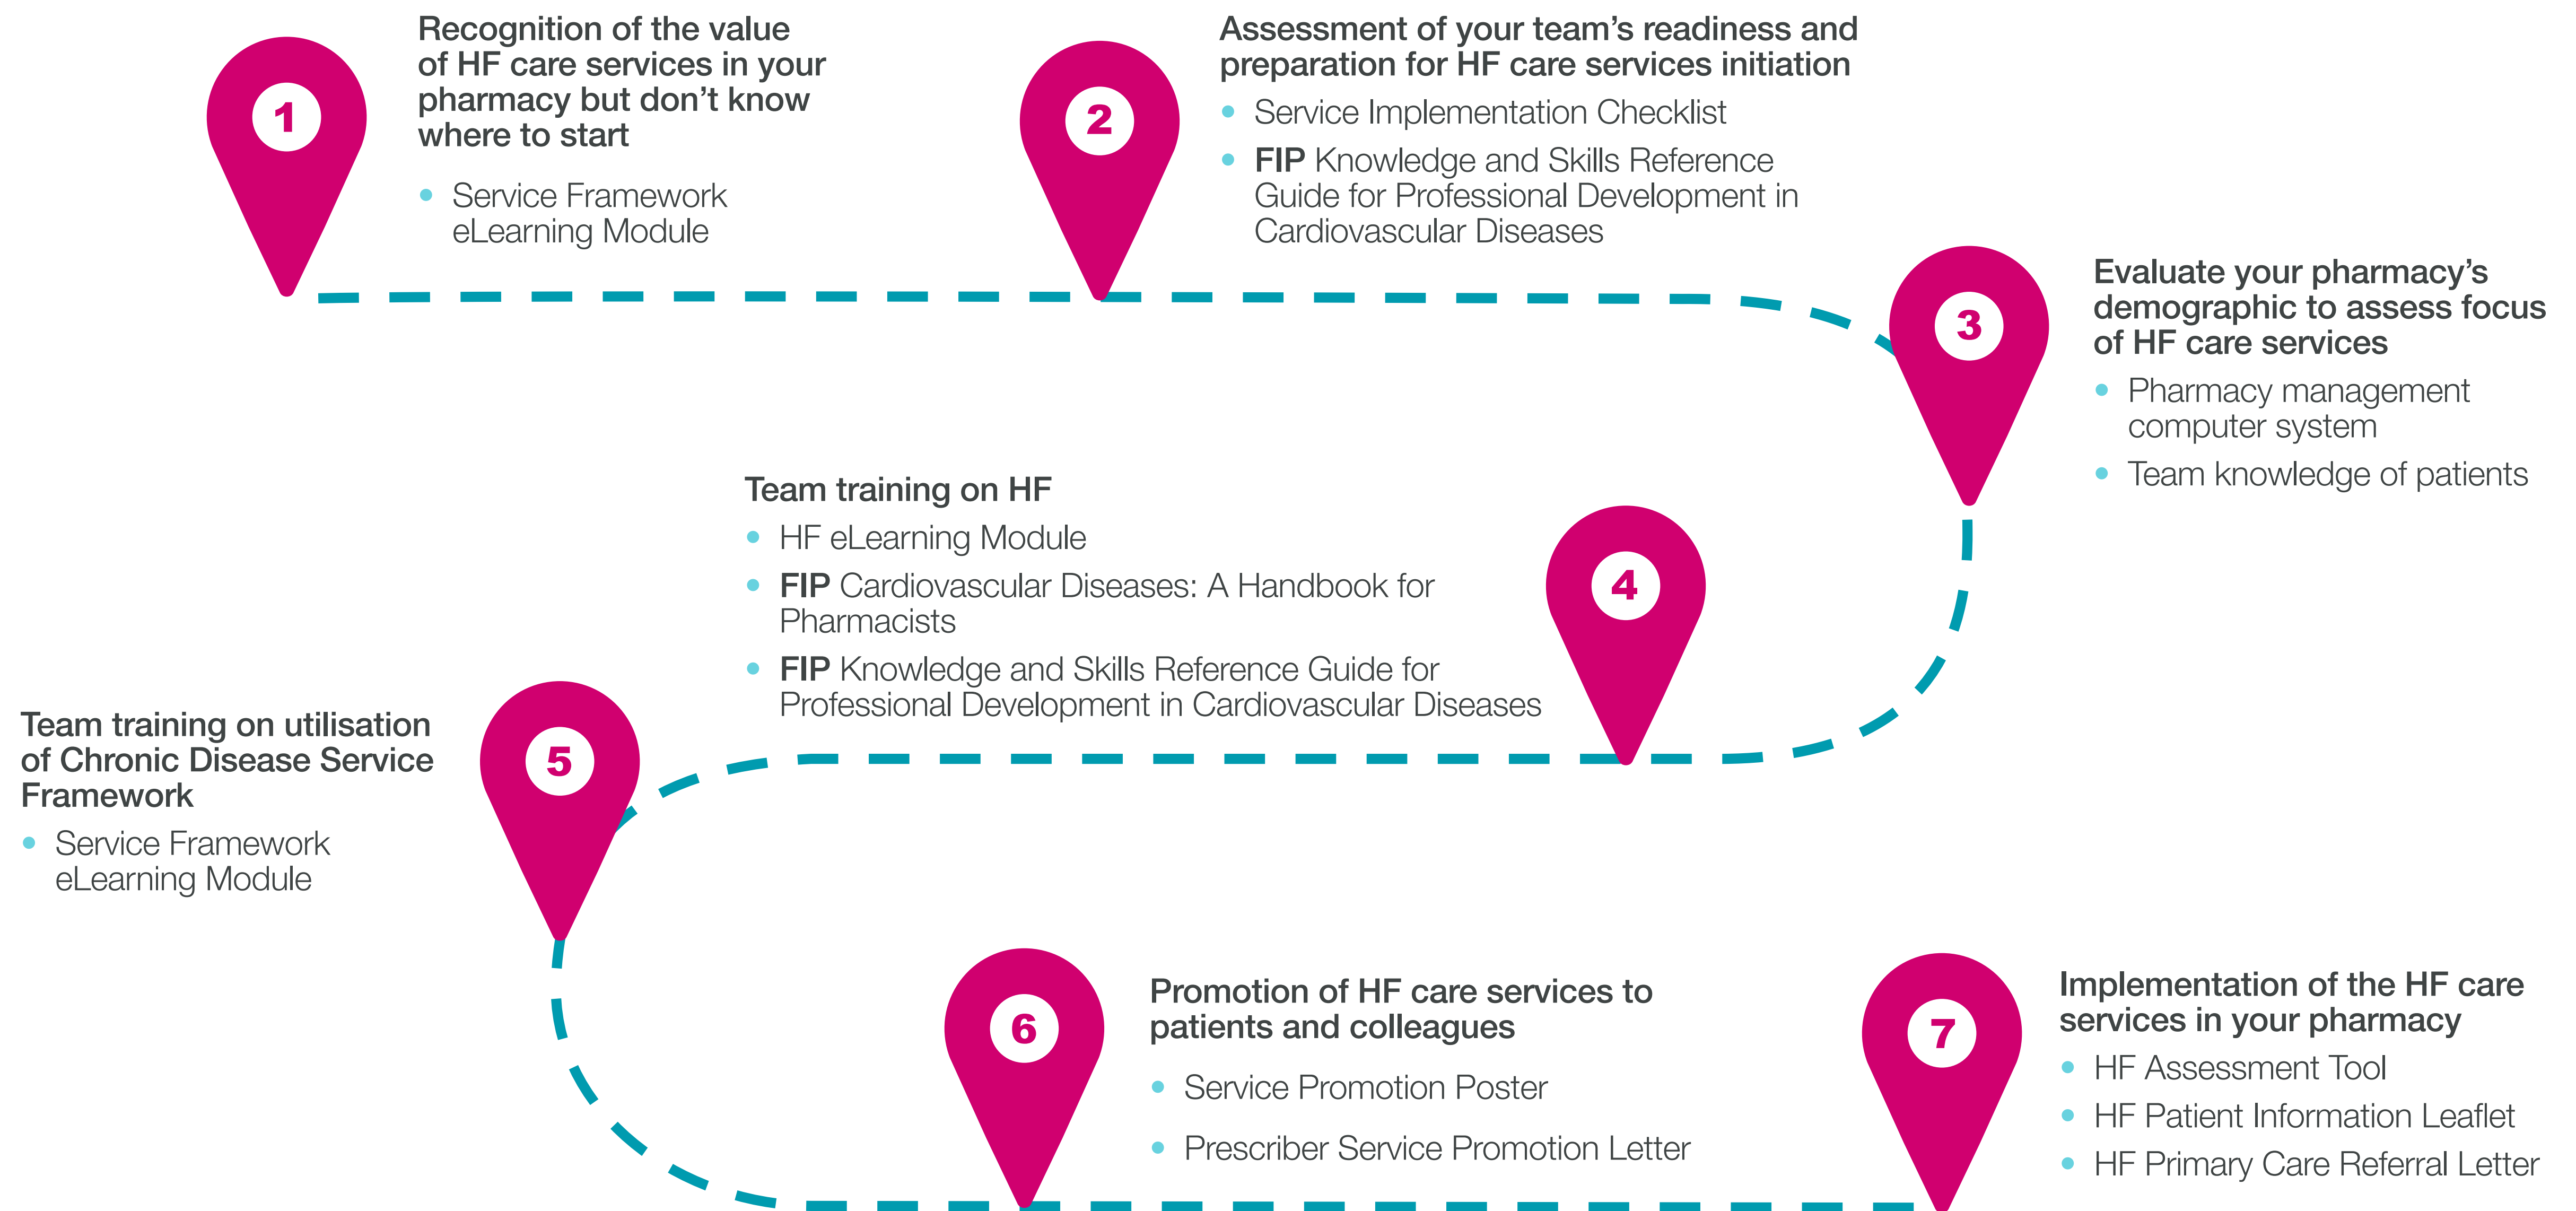 1
Recognition of the value
of HF care services in your
pharmacy but don't know
where to start
• Service Framework
eLearning Module
2
Assessment of your team's readiness and
preparation for HF care services initiation
• Service Implementation Checklist
• FIP Knowledge and Skills Reference
Guide for Professional Development in
Cardiovascular Diseases
3
Evaluate your pharmacy's
demographic to assess focus
of HF care services
• Pharmacy management
computer system
• Team knowledge of patients
4
Team training on HF
• HF eLearning Module
• FIP Cardiovascular Diseases: A Handbook for
Pharmacists
• FIP Knowledge and Skills Reference Guide for
Professional Development in Cardiovascular Diseases
5
Team training on utilisation
of Chronic Disease Service
Framework
• Service Framework
eLearning Module
6
Promotion of HF care services to
patients and colleagues
• Service Promotion Poster
• Prescriber Service Promotion Letter
7
Implementation of the HF care
services in your pharmacy
• HF Assessment Tool
• HF Patient Information Leaflet
• HF Primary Care Referral Letter